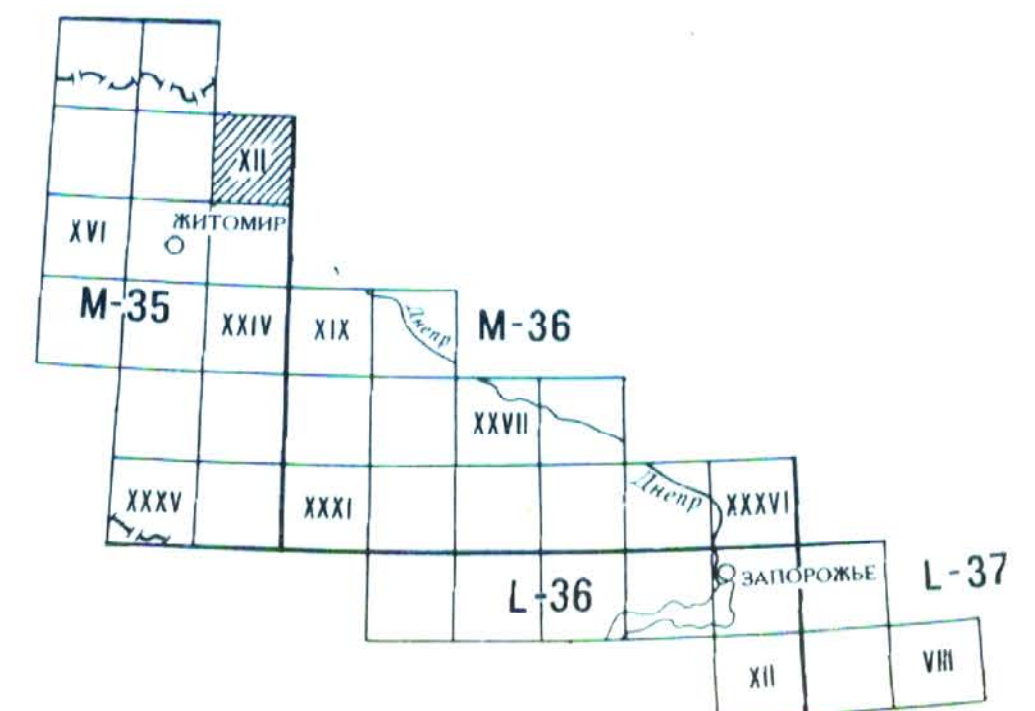 XII
XVI
ЖИТОМИР
M-35
XXIV
XIX
Днепр
M-36
XXVII
XXXV
XXXI
Днепр
XXXVI
L-36
ЗАПОРОЖЬЕ
L-37
XII
VIII